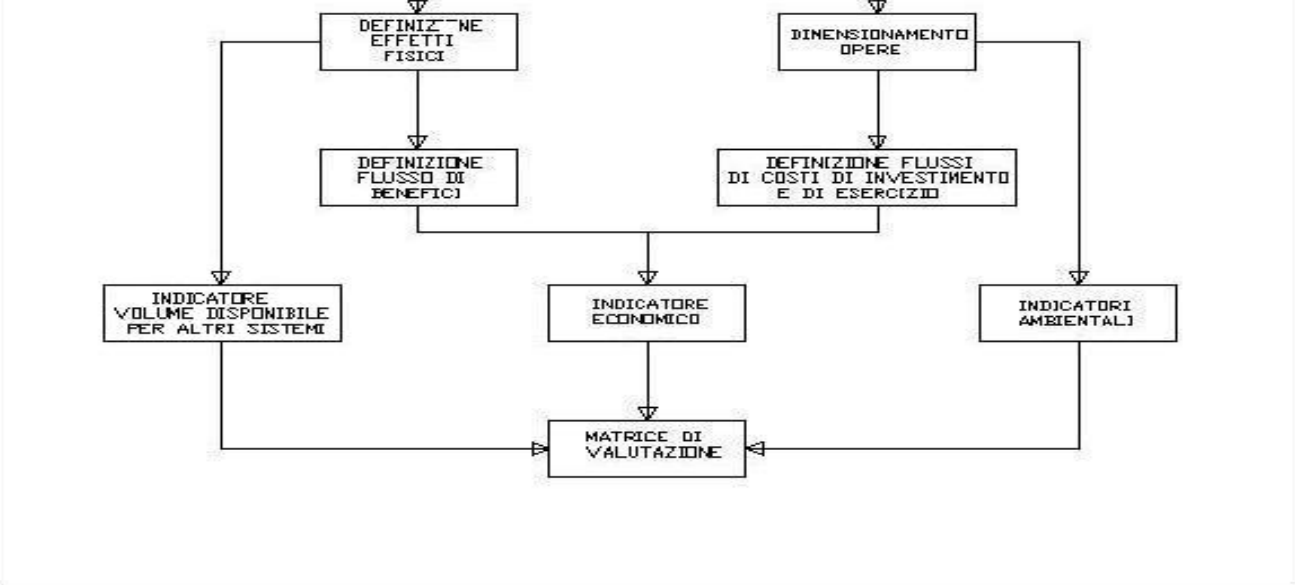 DEFINIZIONE
EFFETTI
FISICI
DIMENSIONAMENTO
OPERE
DEFINIZIONE
FLUSSO DI
BENEFICI
DEFINIZIONE FLUSSI
DI COSTI DI INVESTIMENTO
E DI ESERCIZIO
INDICATORE
VOLUME DISPONIBILE
PER ALTRI SISTEMI
INDICATORE
ECONOMICO
INDICATORI
AMBIENTALI
MATRICE DI
VALUTAZIONE